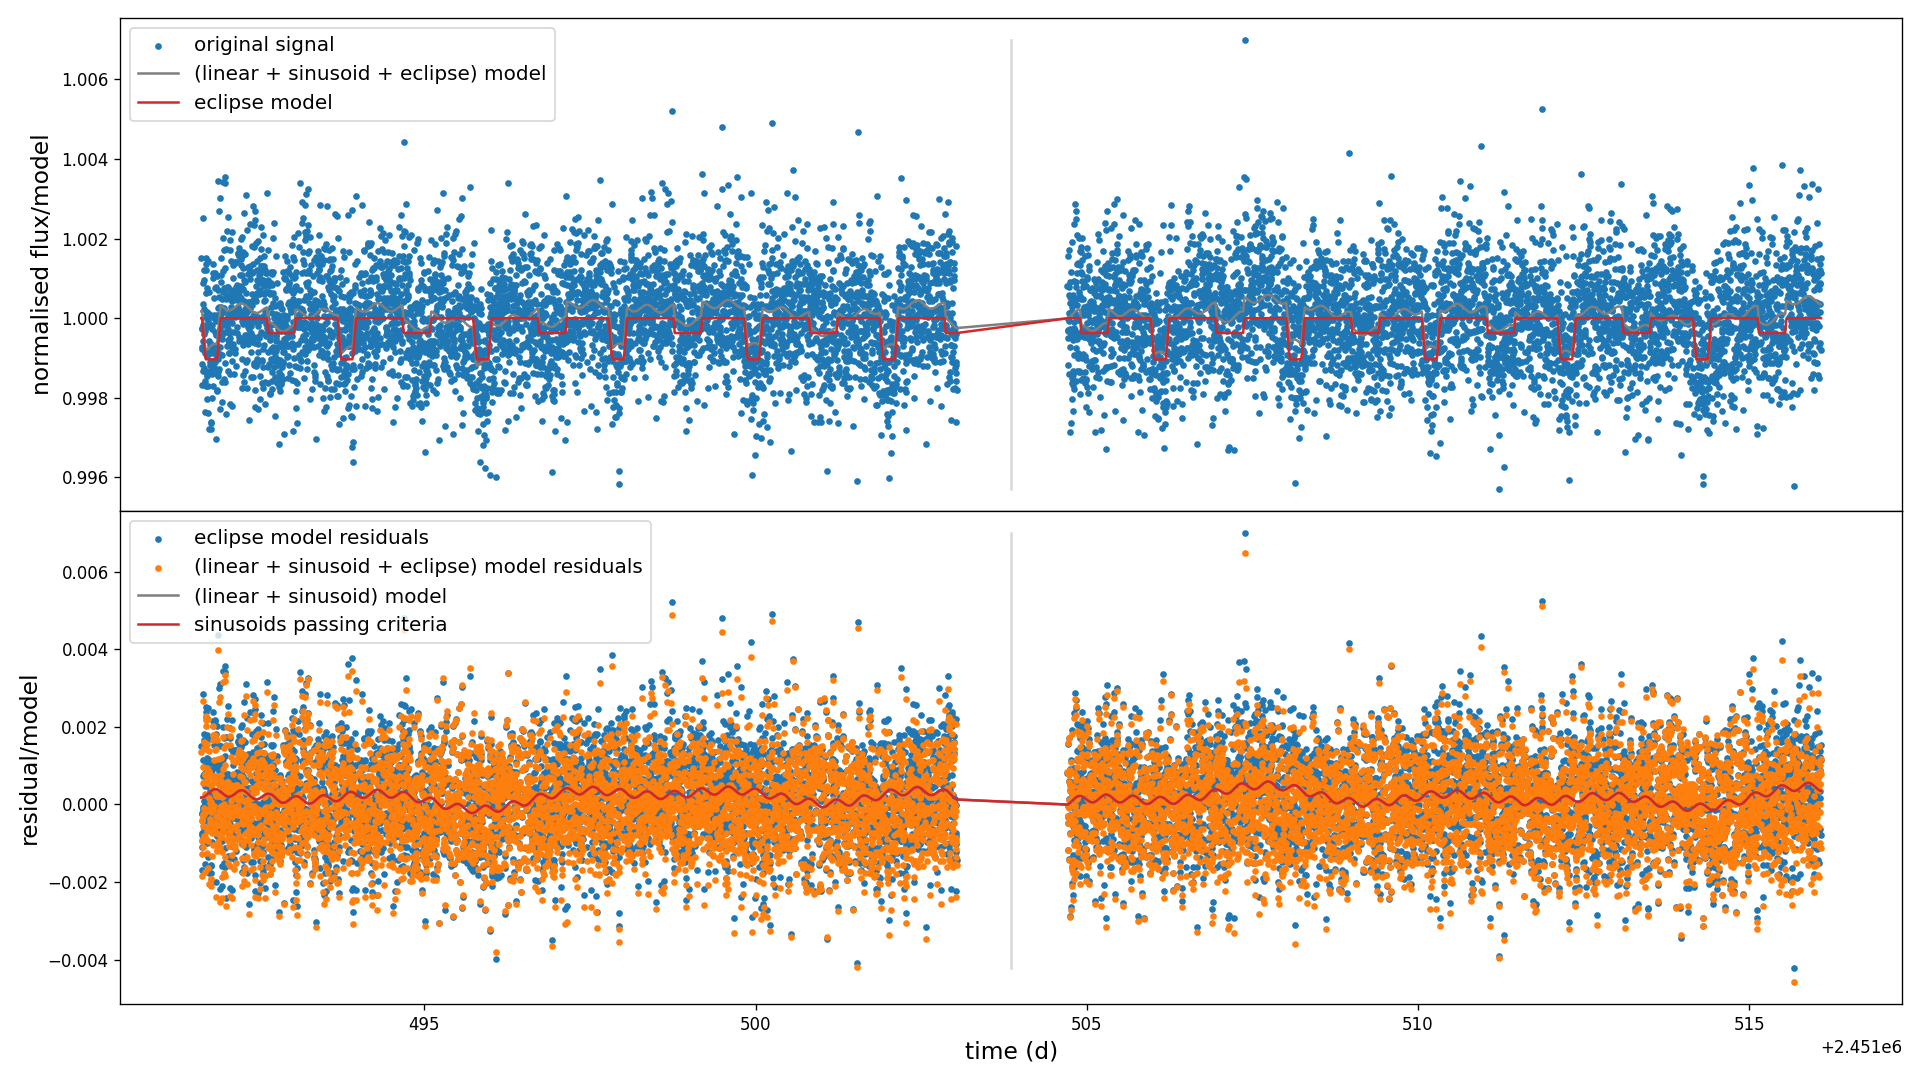 original signal
(linear + sinusoid + eclipse) model
eclipse model
1.006
1.004
1.002
1.000
0.998
0.996
normalised flux/model
eclipse model residuals
(linear + sinusoid + eclipse) model residuals
(linear + sinusoid) model
sinusoids passing criteria
0.006
0.004
0.002
0.000
−0.002
−0.004
residual/model
495
500
505
510
515
time (d)
+2.451e6